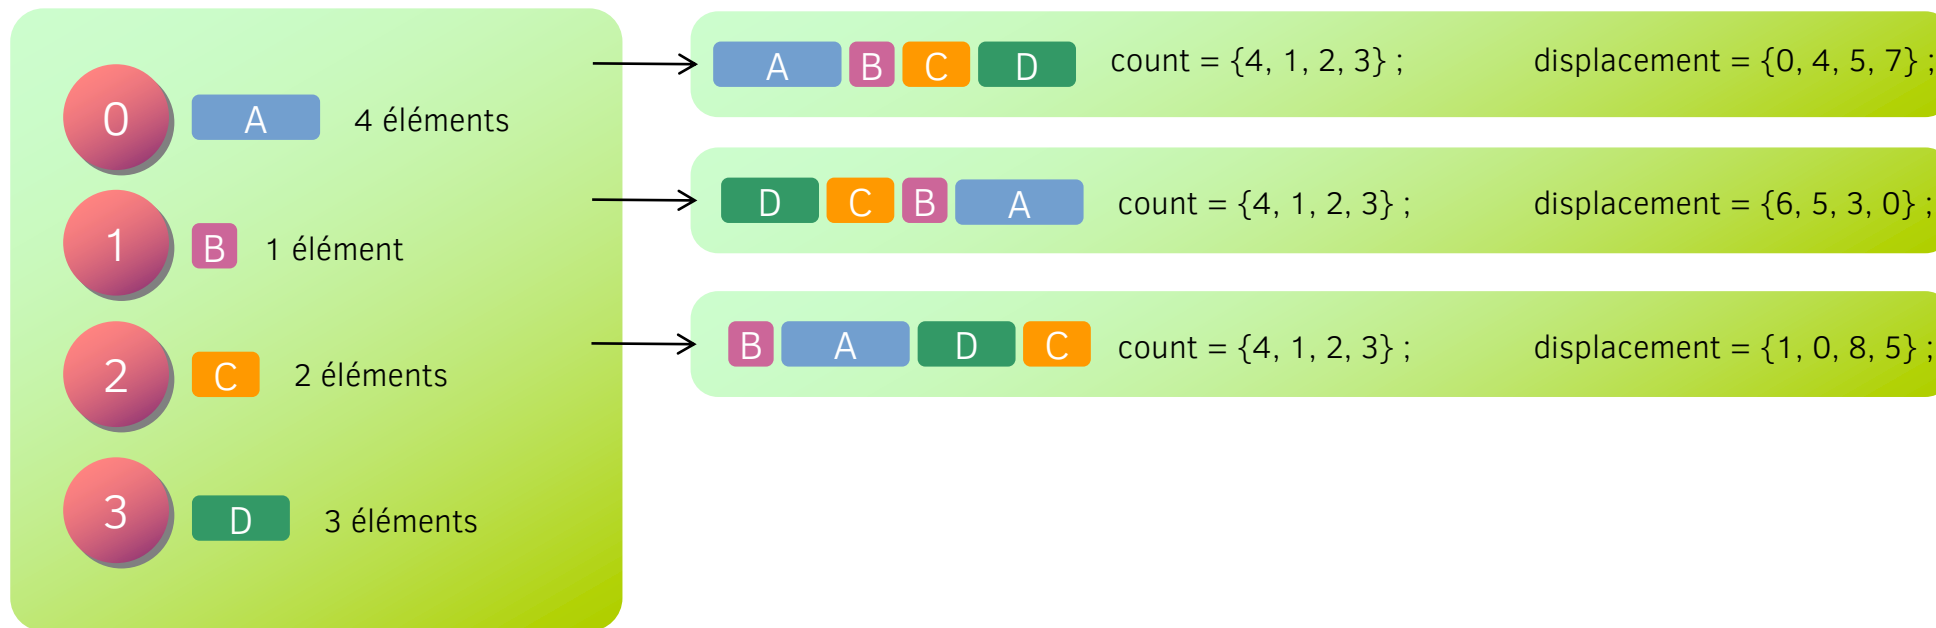 0 A 4 éléments
1 B 1 élément
2 C 2 éléments
3 D 3 éléments
A B C D count = {4, 1, 2, 3} ; displacement = {0, 4, 5, 7} ;
D C B A count = {4, 1, 2, 3} ; displacement = {6, 5, 3, 0} ;
B A D C count = {4, 1, 2, 3} ; displacement = {1, 0, 8, 5} ;